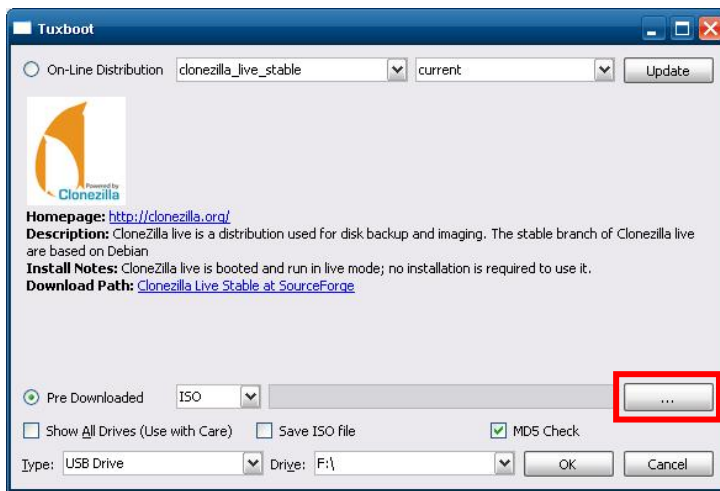 Tuxboot
On-Line Distribution clonezilla_live_stable current Update
Powered by
Clonezilla
Homepage: http://clonezilla.org/
Description: CloneZilla live is a distribution used for disk backup and imaging. The stable branch of Clonezilla live
are based on Debian
Install Notes: CloneZilla live is booted and run in live mode; no installation is required to use it.
Download Path: Clonezilla Live Stable at SourceForge
Pre Downloaded ISO ...
Show All Drives (Use with Care) Save ISO file MD5 Check
Type: USB Drive Drive: F:\ OK Cancel